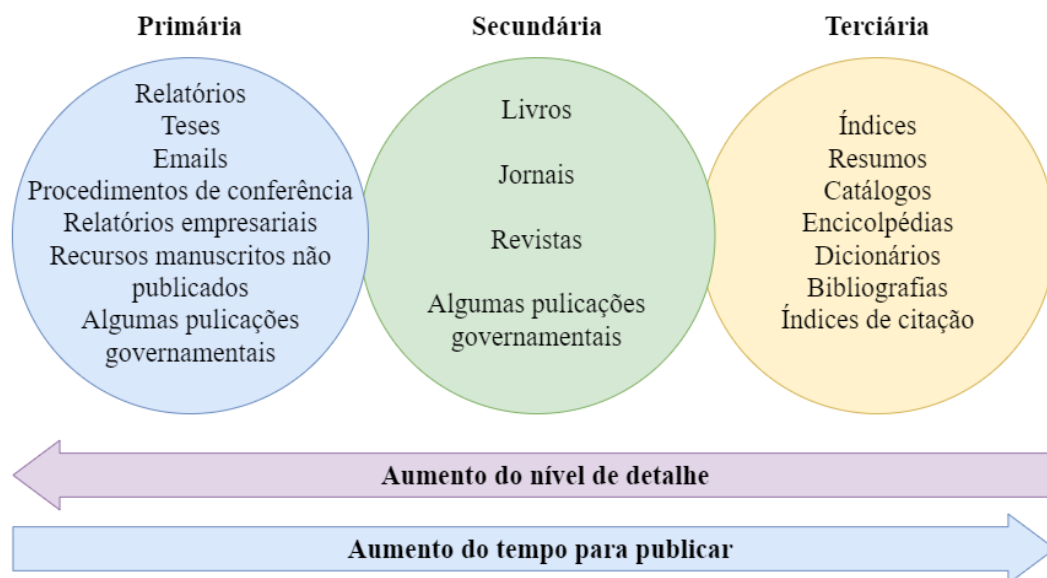 Primária
Relatórios
Teses
Emails
Procedimentos de conferência
Relatórios empresariais
Recursos manuscritos não
publicados
Algumas pulicações
governamentais
Secundária
Livros
Jornais
Revistas
Algumas pulicações
governamentais
Terciária
Índices
Resumos
Catálogos
Encicolpédias
Dicionários
Bibliografias
Índices de citação
Aumento do nível de detalhe
Aumento do tempo para publicar